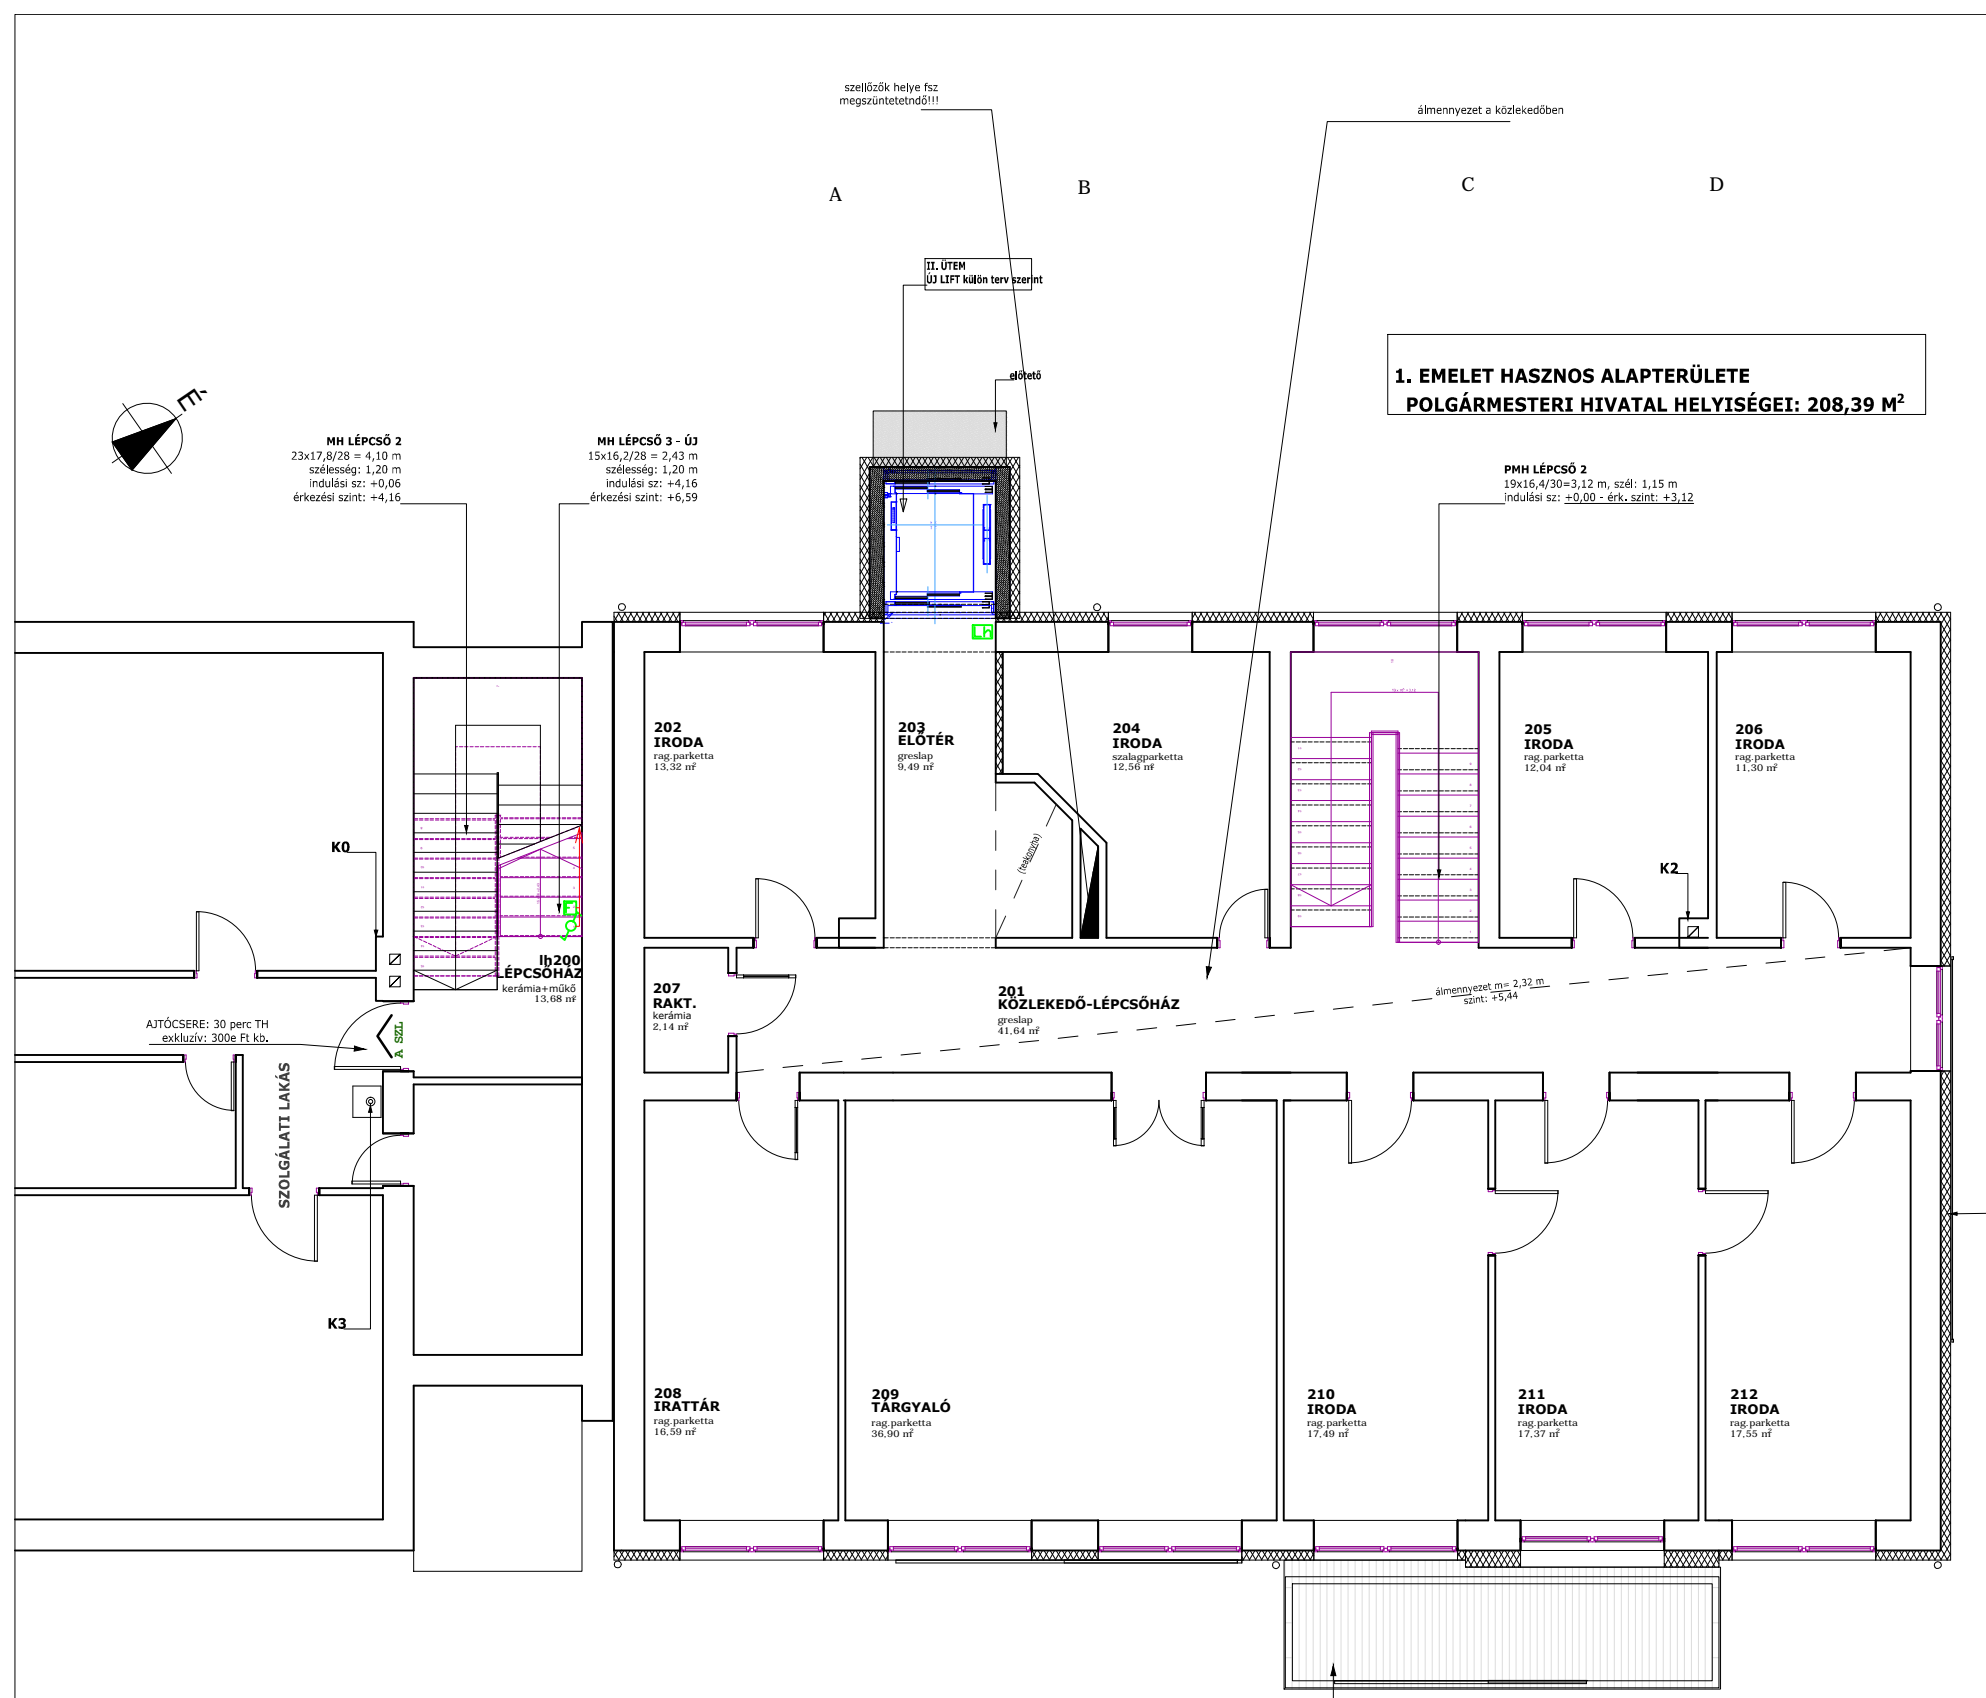 szellőzők helye fsz
megszüntetetndő!!!
álmennyezet a közlekedőben
A
B
C
D
II. ÜTEM
ÚJ LIFT külön terv szerint
előtető
1. EMELET HASZNOS ALAPTERÜLETE
POLGÁRMESTERI HIVATAL HELYISÉGEI: 208,39 M²
É
MH LÉPCSŐ 2
23x17,8/28 = 4,10 m
szélesség: 1,20 m
indulási sz: +0,06
érkezési szint: +4,16
MH LÉPCSŐ 3 - ÚJ
15x16,2/28 = 2,43 m
szélesség: 1,20 m
indulási sz: +4,16
érkezési szint: +6,59
PMH LÉPCSŐ 2
19x16,4/30=3,12 m, szél: 1,15 m
indulási sz: +0,00 - érk. szint: +3,12
Lh
202
IRODA
rag.parketta
13,32 m²
203
ELŐTÉR
greslap
9,49 m²
204
IRODA
szalagparketta
12,56 m²
205
IRODA
rag.parketta
12,04 m²
206
IRODA
rag.parketta
11,30 m²
(teakonyha)
K0
K2
lh200
LÉPCSŐHÁZ
kerámia+műkő
13,68 m²
207
RAKT.
kerámia
2,14 m²
201
KÖZLEKEDŐ-LÉPCSŐHÁZ
greslap
41,64 m²
álmennyezet m= 2,32 m
szint: +5,44
AJTÓCSERE: 30 perc TH
exkluzív: 300e Ft kb.
A SZL
SZOLGÁLATI LAKÁS
K3
208
IRATTÁR
rag.parketta
16,59 m²
209
TÁRGYALÓ
rag.parketta
36,90 m²
210
IRODA
rag.parketta
17,49 m²
211
IRODA
rag.parketta
17,37 m²
212
IRODA
rag.parketta
17,55 m²